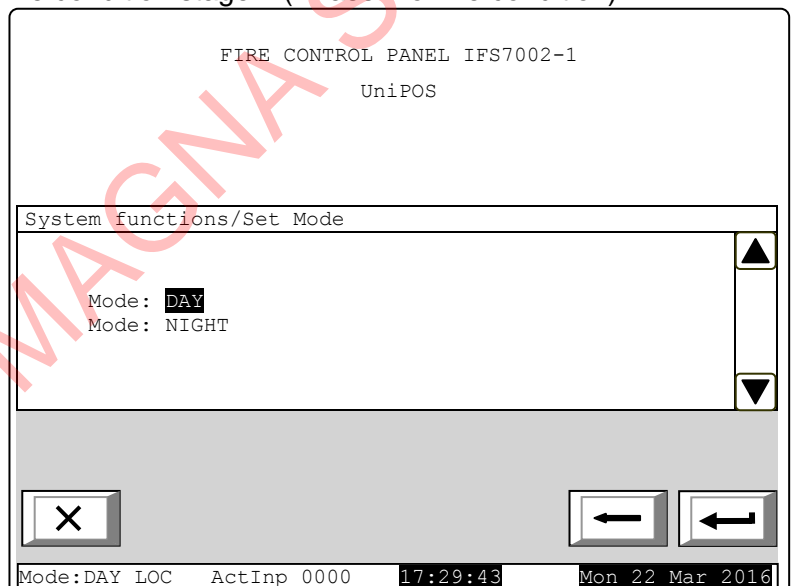 FIRE CONTROL PANEL IFS7002-1
UniPOS
System functions/Set Mode
Mode: DAY
Mode: NIGHT
Mode:DAY LOC ActInp 0000 17:29:43 Mon 22 Mar 2016
MAGNA S